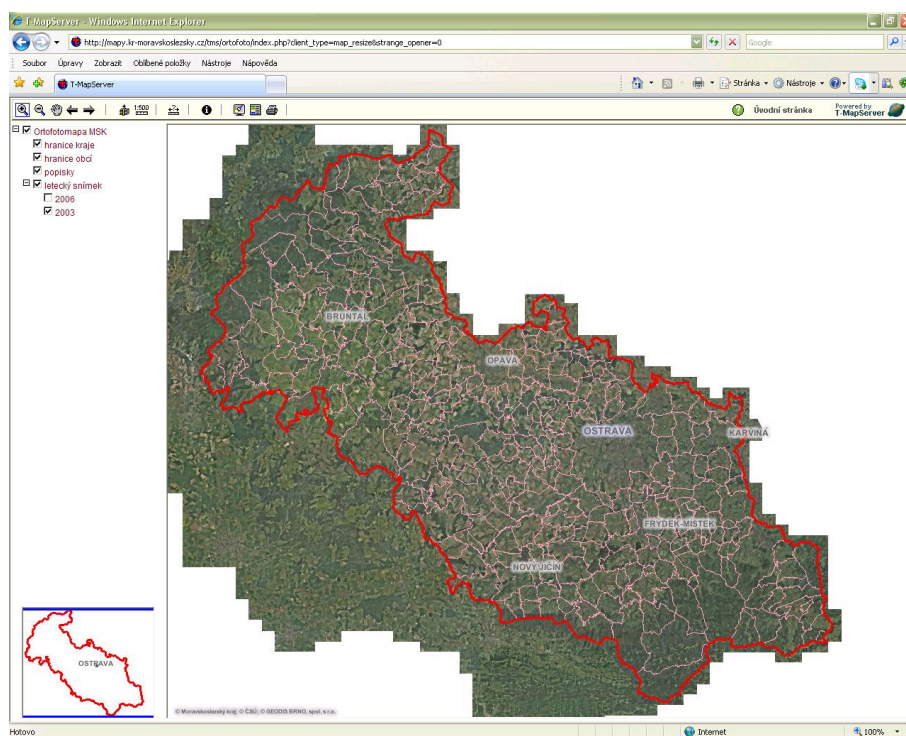 T-MapServer - Windows Internet Explorer
http://mapy.kr-moravskoslezsky.cz/tms/ortofoto/index.php?client_type=map_resize&strange_opener=0
Google
Soubor Úpravy Zobrazit Oblíbené položky Nástroje Nápověda
T-MapServer
Stránka
Nástroje
1:500
Úvodní stránka
Powered by
T-MapServer
Ortofotomapa MSK
hranice kraje
hranice obcí
popisky
letecký snímek
2006
2003
BRUNTÁL
OPAVA
OSTRAVA
KARVINÁ
FRÝDEK-MÍSTEK
NOVÝ JIČÍN
OSTRAVA
© Moravskoslezský kraj; © ČSÚ; © GEODIS BRNO, spol. s r.o.
Hotovo
Internet
100%